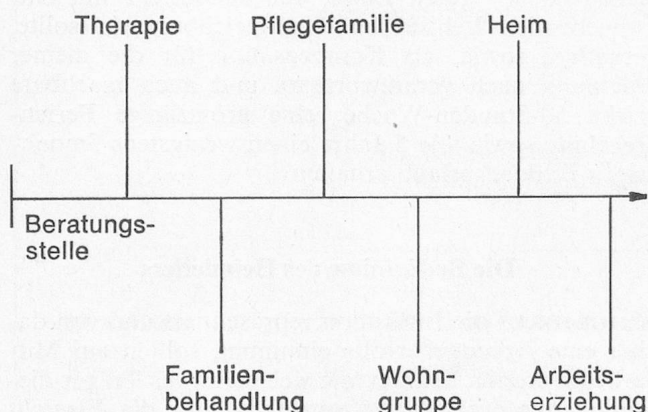 Therapie Pflegefamilie Heim
Beratungs-
stelle
Familien-
behandlung
Wohn-
gruppe
Arbeits-
erziehung